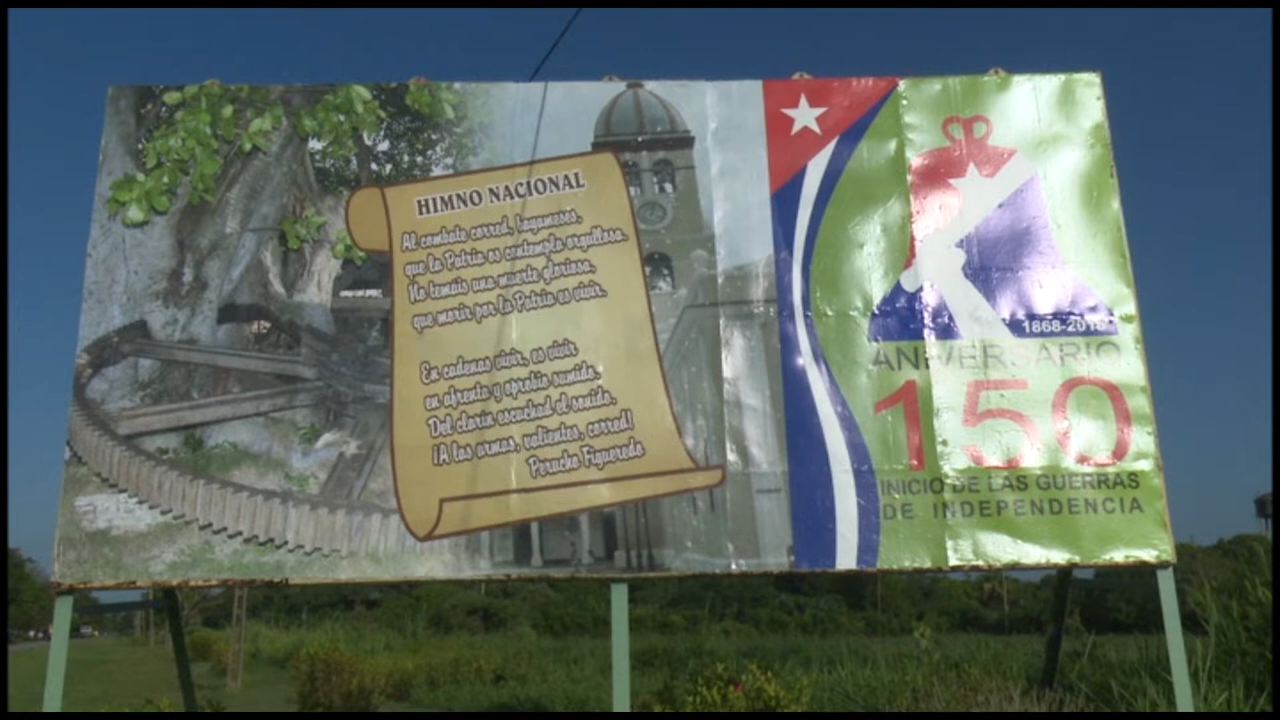 HIMNO NACIONAL
Al combate corred, bayameses,
que la Patria os contempla orgullosa.
No temáis una muerte gloriosa,
que morir por la Patria es vivir.
En cadenas vivir, es vivir
en afrenta y oprobio sumido.
Del clarín escuchad el sonido.
¡A las armas, valientes, corred!
Perucho Figueredo
1868-2018
ANIVERSARIO
150
INICIO DE LAS GUERRAS
DE INDEPENDENCIA